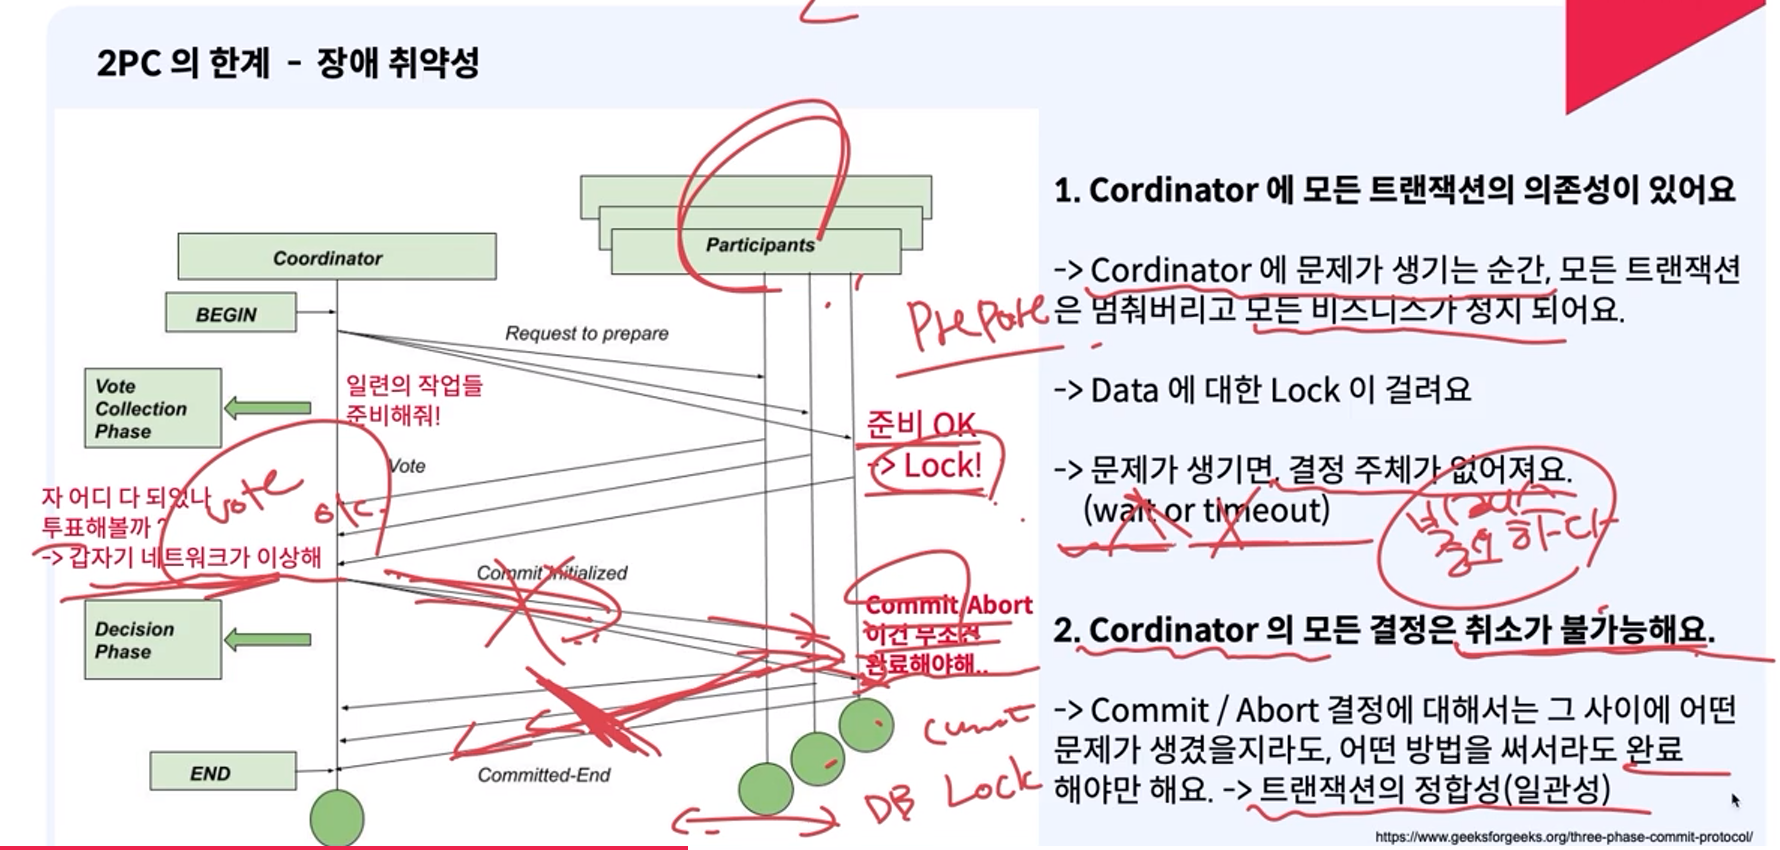 2PC 의 한계 - 장애 취약성
Coordinator
Participants
BEGIN
Request to prepare
Prepare
Vote
Collection
Phase
일련의 작업들
준비해줘!
준비 OK
-> Lock!
Vote
vote
etc.
자 어디 다 되었나
투표해볼까?
-> 갑자기 네트워크가 이상해
Commit Initialized
Decision
Phase
Commit Abort
이건 무조건
완료해야해..
END
Committed-End
DB Lock
1. Cordinator 에 모든 트랜잭션의 의존성이 있어요
-> Cordinator 에 문제가 생기는 순간, 모든 트랜잭션
은 멈춰버리고 모든 비즈니스가 정지 되어요.
-> Data 에 대한 Lock 이 걸려요
-> 문제가 생기면, 결정 주체가 없어져요.
(wait or timeout)
2. Cordinator 의 모든 결정은 취소가 불가능해요.
-> Commit / Abort 결정에 대해서는 그 사이에 어떤
문제가 생겼을지라도, 어떤 방법을 써서라도 완료
해야만 해요. -> 트랜잭션의 정합성(일관성)
https://www.geeksforgeeks.org/three-phase-commit-protocol/